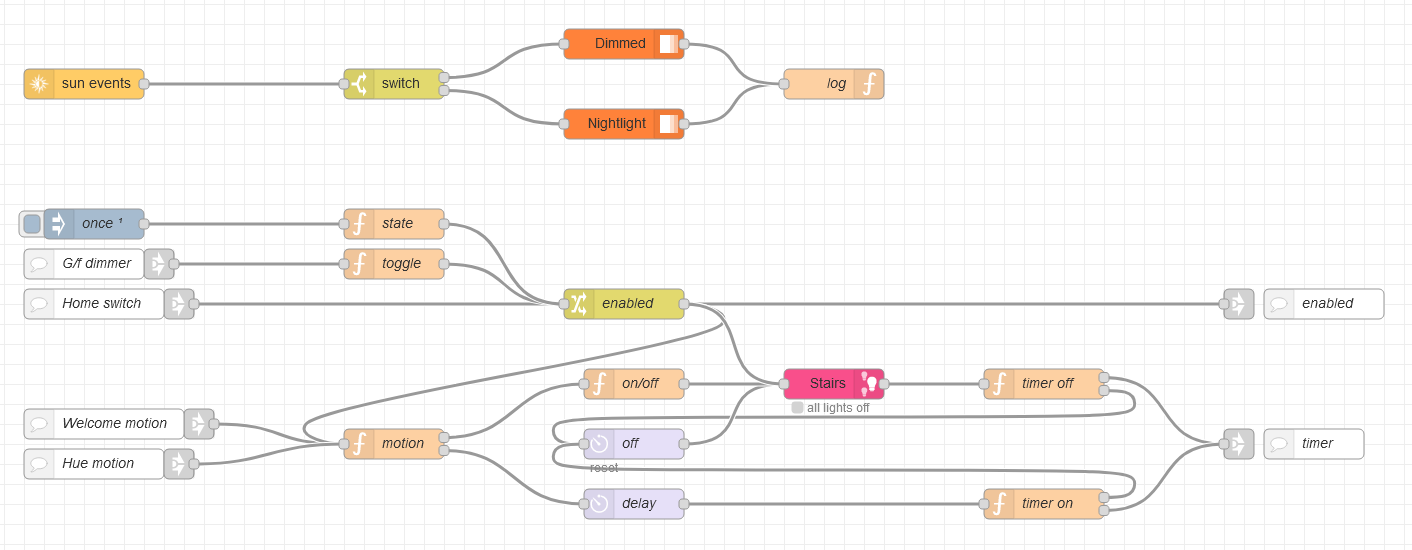 Dimmed
sun events
switch
log
Nightlight
once ¹
state
G/f dimmer
toggle
Home switch
enabled
enabled
on/off
Stairs
timer off
all lights off
Welcome motion
motion
off
timer
Hue motion
reset
delay
timer on